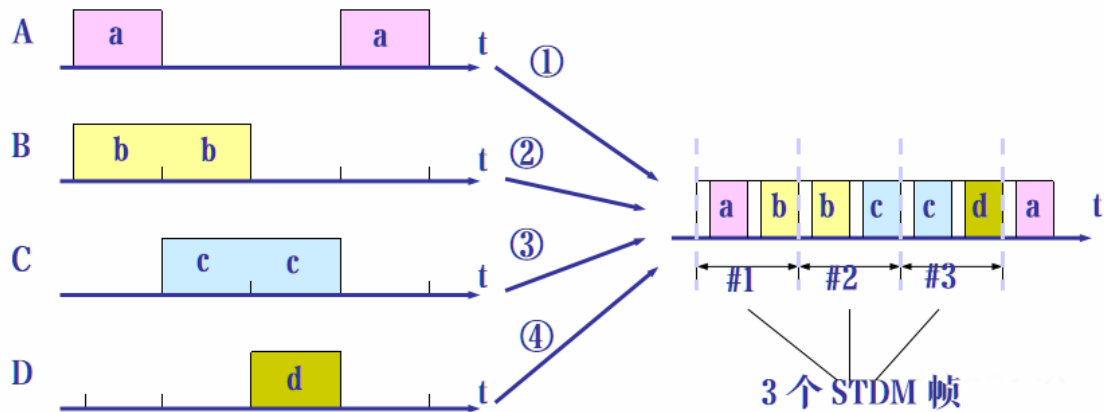 A a a t ①
B b b t ②
C c c t ③
D d t ④
a b b c c d a t
#1 #2 #3
3 个 STDM 帧